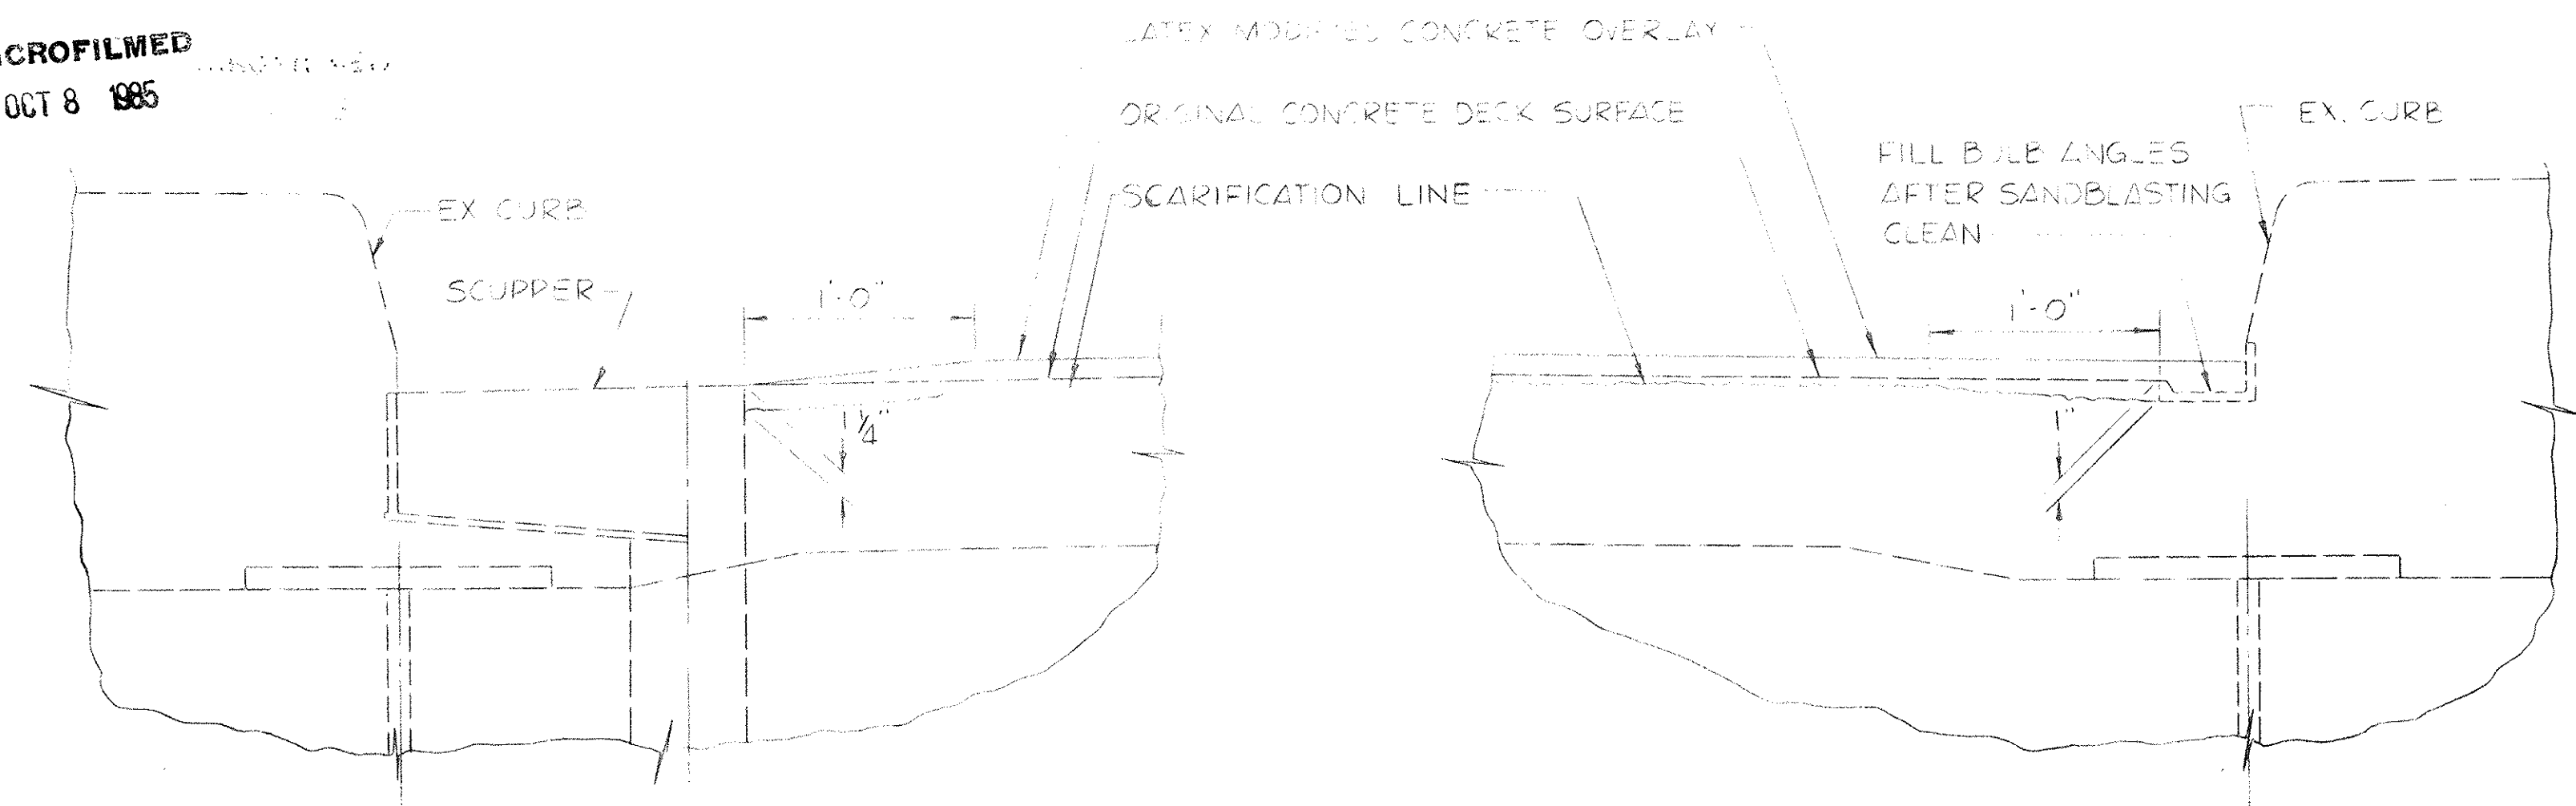 CROFILMED
OCT 8 1985
LATEX MODIFIED CONCRETE OVERLAY
ORIGINAL CONCRETE DECK SURFACE
SCARIFICATION LINE
EX. CURB
FILL BULB ANGLES
AFTER SANDBLASTING
CLEAN
EX CURB
SCUPPER
1'-0"
1'-0"
1/4"
"